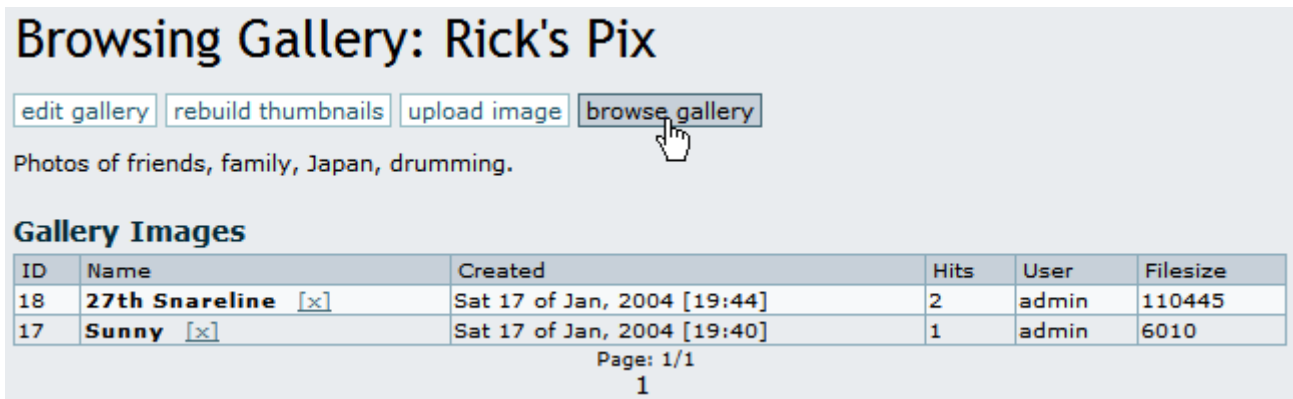 Browsing Gallery: Rick's Pix
edit gallery rebuild thumbnails upload image browse gallery
Photos of friends, family, Japan, drumming.
Gallery Images
ID Name Created Hits User Filesize
18 27th Snareline [x] Sat 17 of Jan, 2004 [19:44] 2 admin 110445
17 Sunny [x] Sat 17 of Jan, 2004 [19:40] 1 admin 6010
Page: 1/1
1